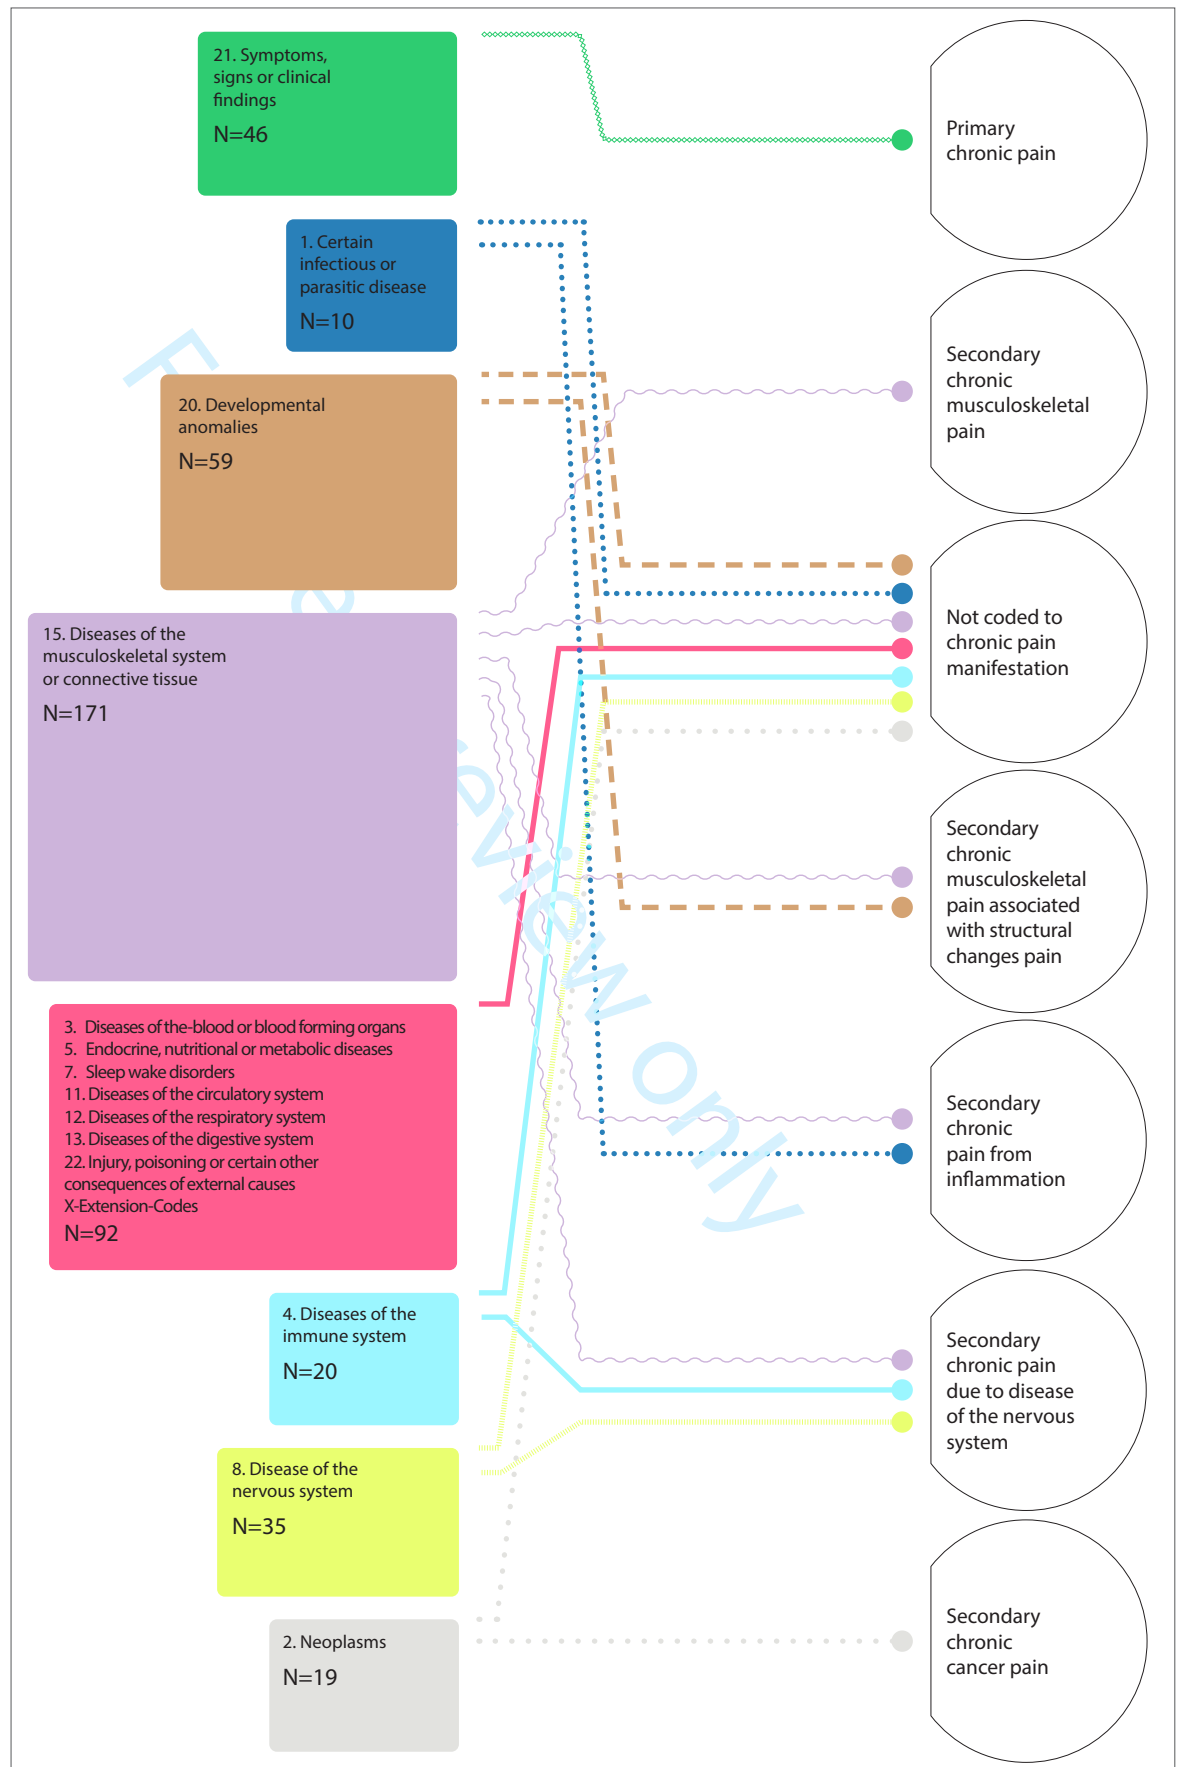 21. Symptoms,
signs or clinical
findings
N=46
1. Certain
infectious or
parasitic disease
N=10
20. Developmental
anomalies
N=59
15. Diseases of the
musculoskeletal system
or connective tissue
N=171
3. Diseases of the-blood or blood forming organs
5. Endocrine, nutritional or metabolic diseases
7. Sleep wake disorders
11. Diseases of the circulatory system
12. Diseases of the respiratory system
13. Diseases of the digestive system
22. Injury, poisoning or certain other
consequences of external causes
X-Extension-Codes
N=92
4. Diseases of the
immune system
N=20
8. Disease of the
nervous system
N=35
2. Neoplasms
N=19
Primary
chronic pain
Secondary
chronic
musculoskeletal
pain
Not coded to
chronic pain
manifestation
Secondary
chronic
musculoskeletal
pain associated
with structural
changes pain
Secondary
chronic
pain from
inflammation
Secondary
chronic pain
due to disease
of the nervous
system
Secondary
chronic
cancer pain
only